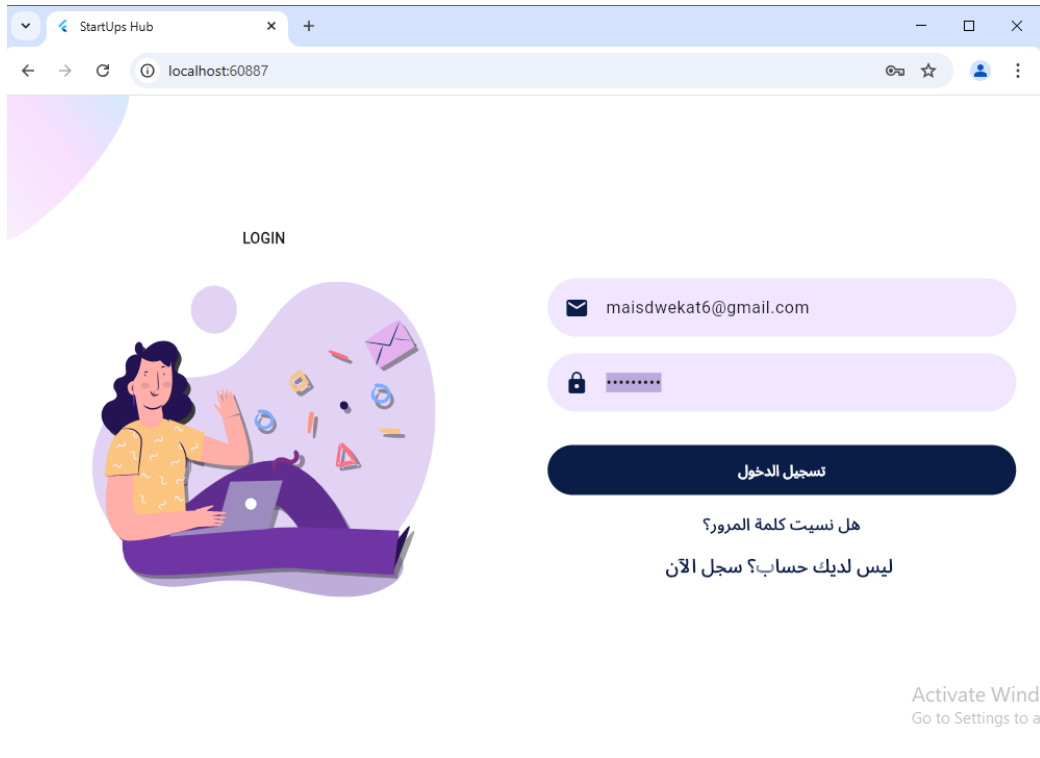 StartUps Hub
localhost:60887
LOGIN
maisdwekat6@gmail.com
•••••••••
تسجيل الدخول
هل نسيت كلمة المرور؟
ليس لديك حساب؟ سجل الآن
Activate Wind
Go to Settings to a